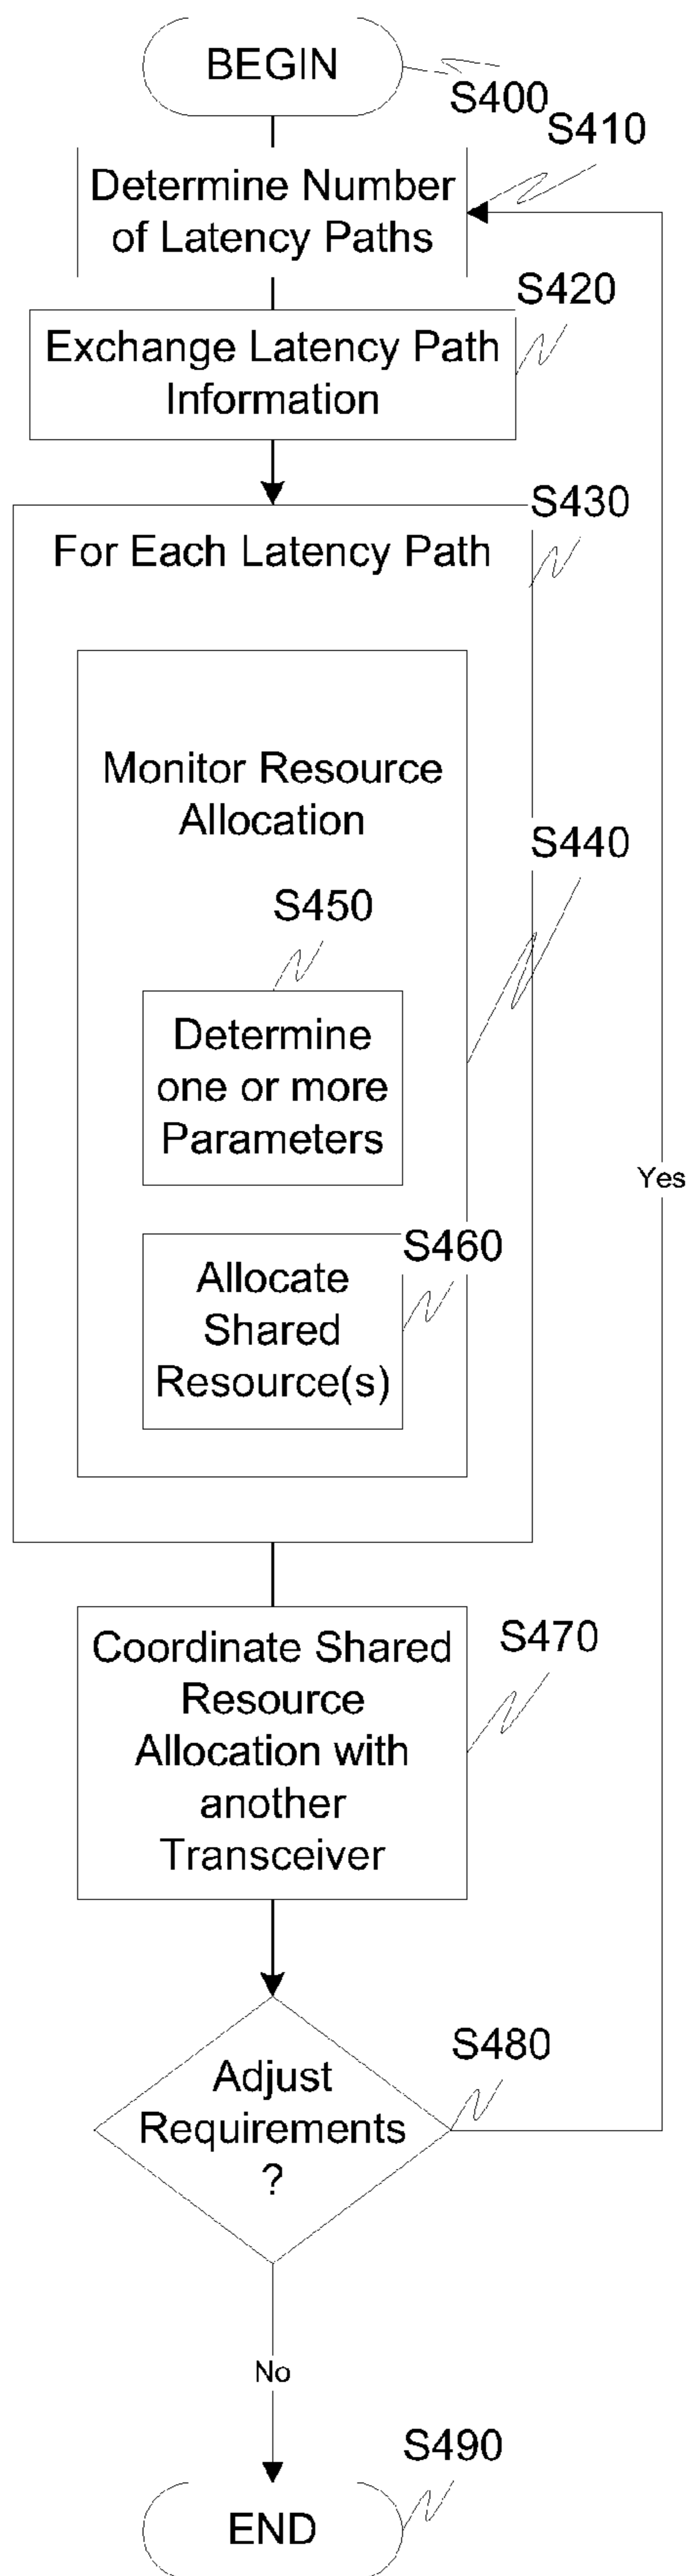 BEGIN
S400
S410
Determine Number
of Latency Paths
S420
Exchange Latency Path
Information
S430
For Each Latency Path
Monitor Resource
Allocation
S440
S450
Determine
one or more
Parameters
Yes
S460
Allocate
Shared
Resource(s)
S470
Coordinate Shared
Resource
Allocation with
another
Transceiver
S480
Adjust
Requirements
?
No
S490
END